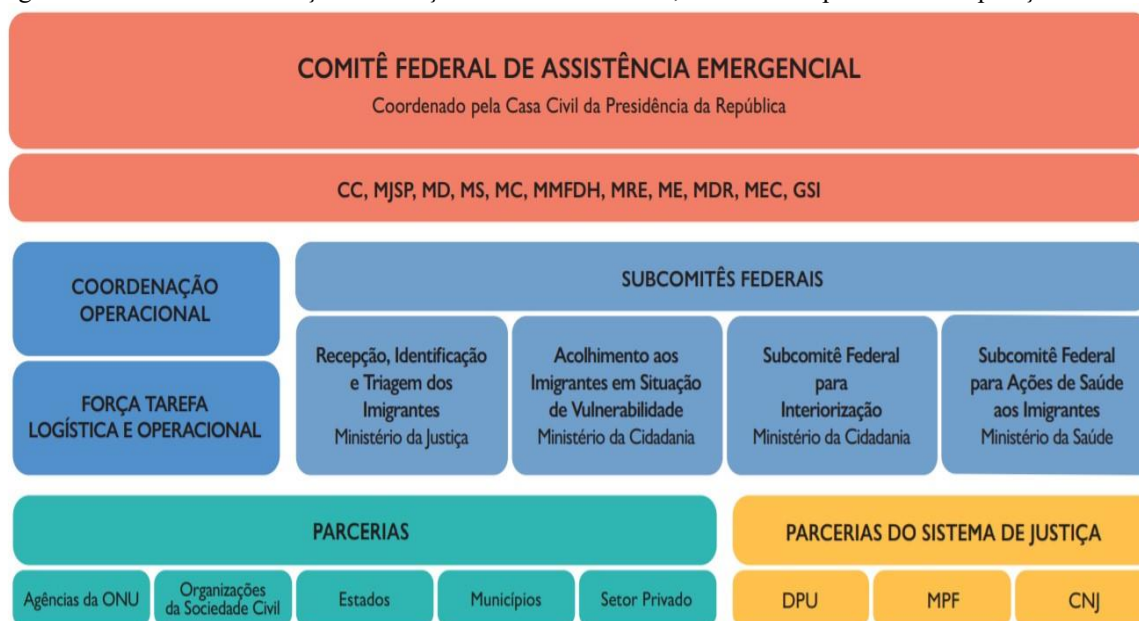 COMITÊ FEDERAL DE ASSISTÊNCIA EMERGENCIAL
Coordenado pela Casa Civil da Presidência da República
CC, MJSP, MD, MS, MC, MMFDH, MRE, ME, MDR, MEC, GSI
COORDENAÇÃO
OPERACIONAL
FORÇA TAREFA
LOGÍSTICA E OPERACIONAL
SUBCOMITÊS FEDERAIS
Recepção, Identificação
e Triagem dos
Imigrantes
Ministério da Justiça
Acolhimento aos
Imigrantes em Situação
de Vulnerabilidade
Ministério da Cidadania
Subcomitê Federal
para
Interiorização
Ministério da Cidadania
Subcomitê Federal
para Ações de Saúde
aos Imigrantes
Ministério da Saúde
PARCERIAS
Agências da ONU
Organizações
da Sociedade Civil
Estados
Municípios
Setor Privado
PARCERIAS DO SISTEMA DE JUSTIÇA
DPU
MPF
CNJ